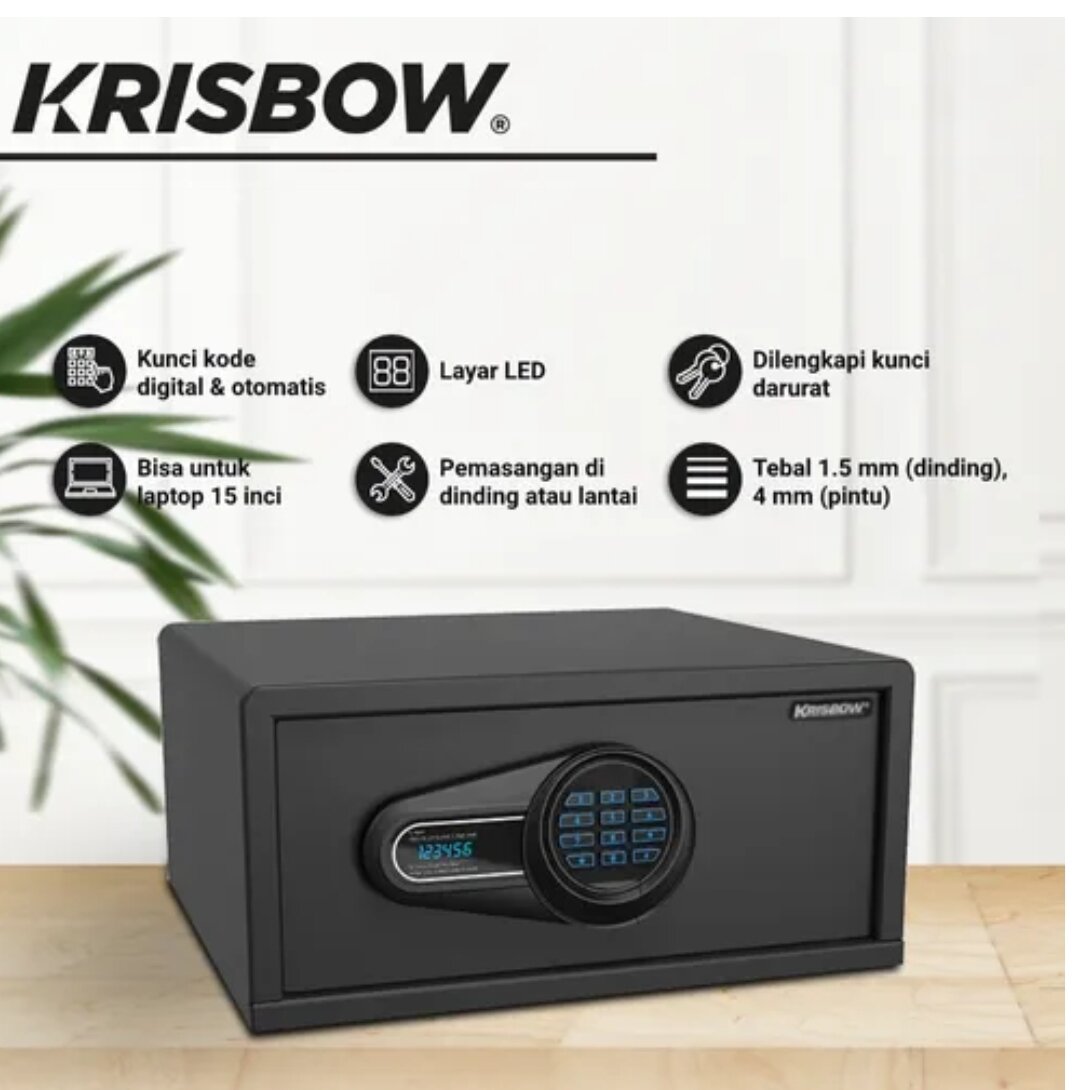 KRISBOW®
Kunci kode
digital & otomatis
Layar LED
Dilengkapi kunci
darurat
Bisa untuk
laptop 15 inci
Pemasangan di
dinding atau lantai
Tebal 1.5 mm (dinding),
4 mm (pintu)
KRISBOW
123456